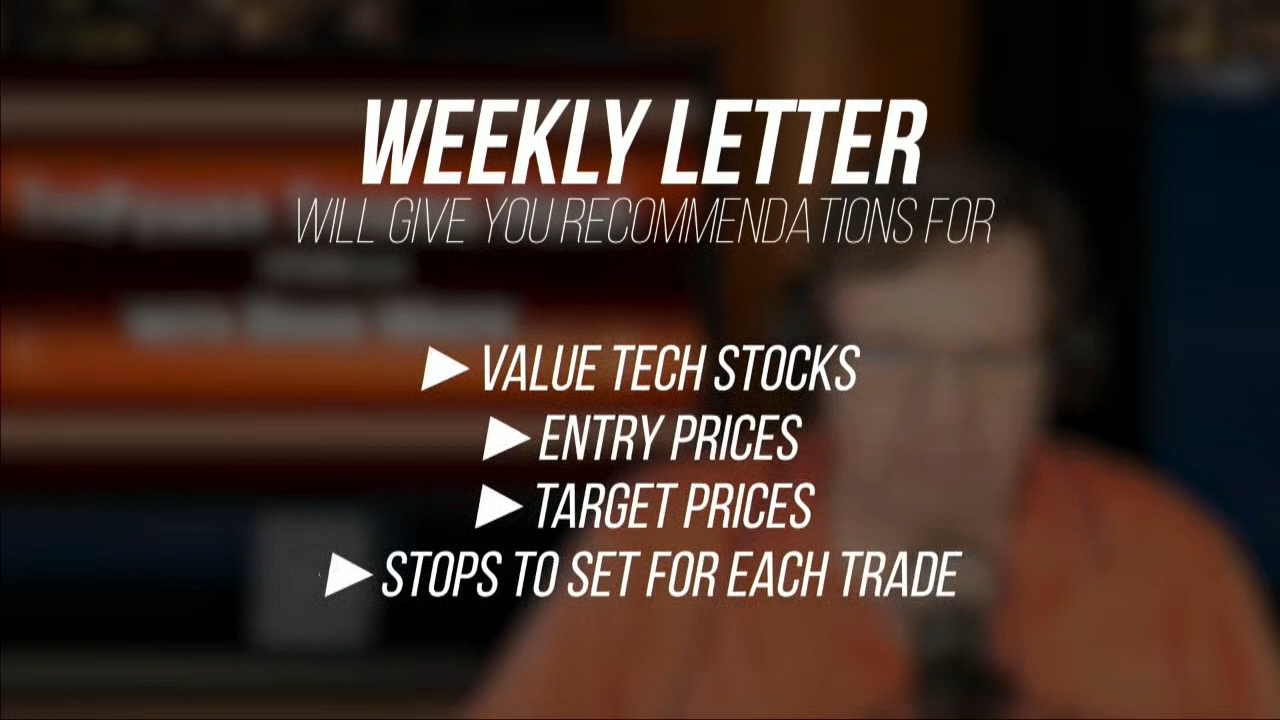 WEEKLY LETTER
WILL GIVE YOU RECOMMENDATIONS FOR
▶ VALUE TECH STOCKS
▶ ENTRY PRICES
▶ TARGET PRICES
▶ STOPS TO SET FOR EACH TRADE